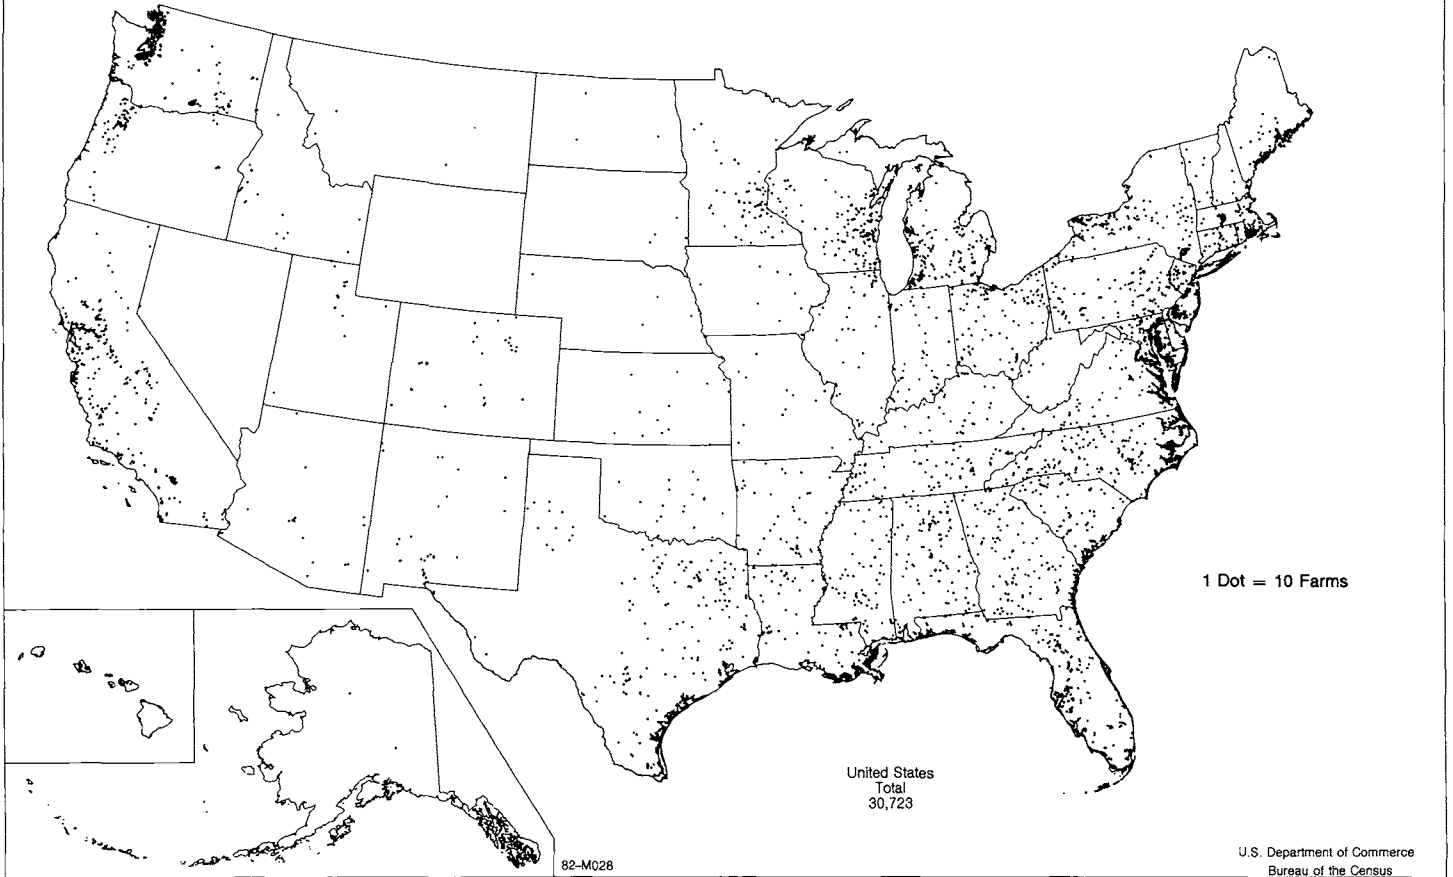 1 Dot = 10 Farms
United States
Total
30,723
82–M028
U.S. Department of Commerce
Bureau of the Census